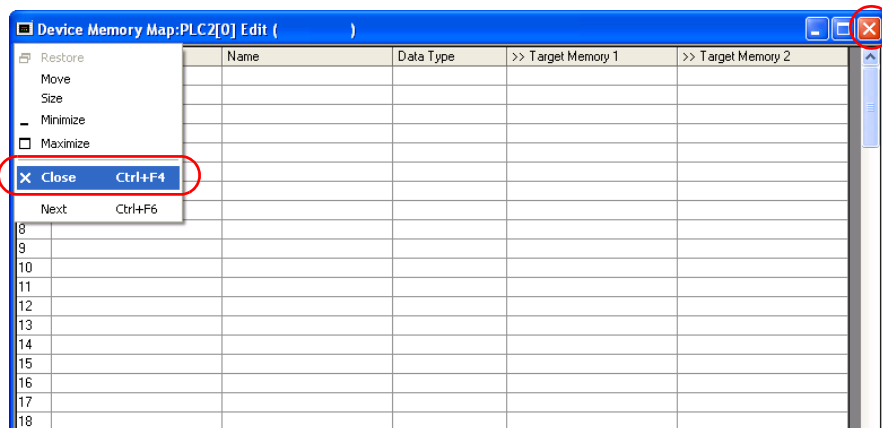 Device Memory Map:PLC2[0] Edit ( )
Restore
Name Data Type >> Target Memory 1 >> Target Memory 2
Move
Size
Minimize
Maximize
Close Ctrl+F4
Next Ctrl+F6
8
9
10
11
12
13
14
15
16
17
18